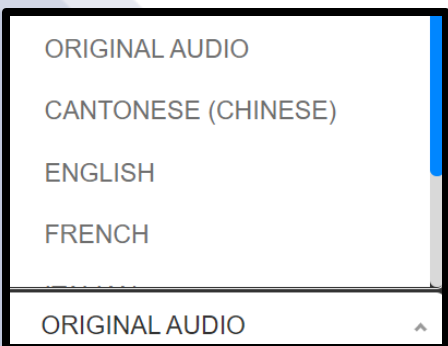 ORIGINAL AUDIO
CANTONESE (CHINESE)
ENGLISH
FRENCH
ORIGINAL AUDIO